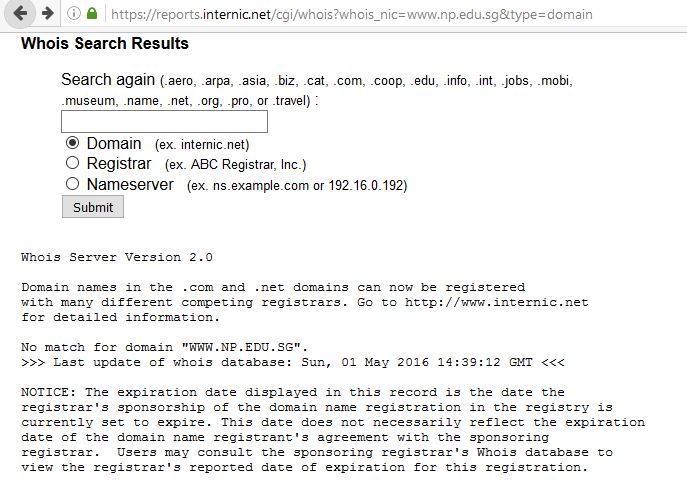 https://reports.internic.net/cgi/whois?whois_nic=www.np.edu.sg&type=domain
Whois Search Results
Search again (.aero, .arpa, .asia, .biz, .cat, .com, .coop, .edu, .info, .int, .jobs, .mobi,
.museum, .name, .net, .org, .pro, or .travel) :
Domain (ex. internic.net)
Registrar (ex. ABC Registrar, Inc.)
Nameserver (ex. ns.example.com or 192.16.0.192)
Submit
Whois Server Version 2.0
Domain names in the .com and .net domains can now be registered
with many different competing registrars. Go to http://www.internic.net
for detailed information.
No match for domain "WWW.NP.EDU.SG".
>>> Last update of whois database: Sun, 01 May 2016 14:39:12 GMT <<<
NOTICE: The expiration date displayed in this record is the date the
registrar's sponsorship of the domain name registration in the registry is
currently set to expire. This date does not necessarily reflect the expiration
date of the domain name registrant's agreement with the sponsoring
registrar.  Users may consult the sponsoring registrar's Whois database to
view the registrar's reported date of expiration for this registration.